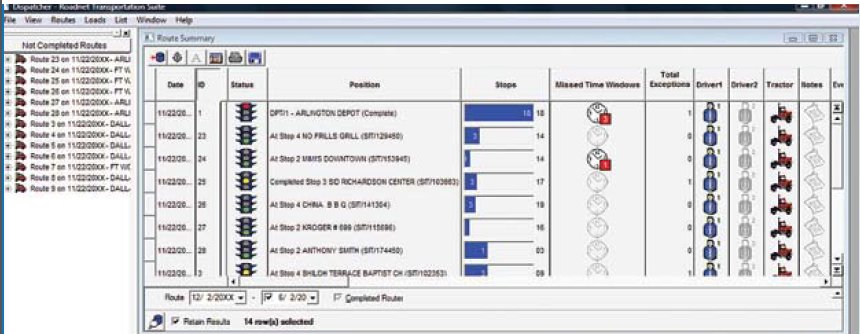 Dispatcher - Roadnet Transportation Suite
File View Routes Loads List Window Help
Not Completed Routes
Route 23 on 11/22/20XX - ARLI
Route 24 on 11/22/20XX - FT W
Route 25 on 11/22/20XX - FT W
Route 26 on 11/22/20XX - FT W
Route 27 on 11/22/20XX - ARLI
Route 28 on 11/22/20XX - ARLI
Route 3 on 11/22/20XX - DALL
Route 4 on 11/22/20XX - DALL
Route 5 on 11/22/20XX - DALL
Route 6 on 11/22/20XX - DALL
Route 7 on 11/22/20XX - FT WO
Route 8 on 11/22/20XX - DALL
Route 9 on 11/22/20XX - DALL
Route Summary
Date ID Status Position Stops Missed Time Windows Total Exceptions Driver1 Driver2 Tractor Notes
11/22/20... 1 DPT/1 - ARLINGTON DEPOT (Complete) 18 18 3 1
11/22/20... 23 At Stop 4 NO FRILLS GRILL (SIT/129450) 3 14 0
11/22/20... 24 At Stop 2 M&M'S DOWNTOWN (SIT/153945) 14 1 0
11/22/20... 25 Completed Stop 3 SO RICHARDSON CENTER (SIT/103663) 3 17 1
11/22/20... 26 At Stop 4 CHINA B B Q (SIT/141304) 3 19 0
11/22/20... 27 At Stop 2 KROGER # 699 (SIT/115696) 16 0
11/22/20... 28 At Stop 2 ANTHONY SMITH (SIT/174450) 1 03 0
11/22/20... 3 At Stop 4 SHILOH TERRACE BAPTIST CH (SIT/102353) 1 09 1
Route 12/ 2/20XX - 6/ 2/20 Completed Routes
Retain Results 14 row(s) selected